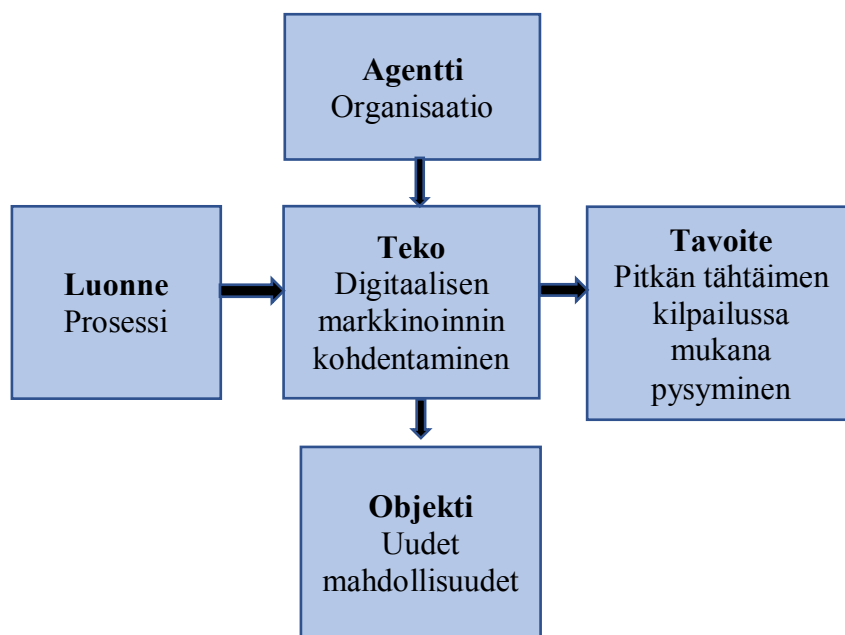 Agentti
Organisaatio
Luonne
Prosessi
Teko
Digitaalisen
markkinoinnin
kohdentaminen
Tavoite
Pitkän tähtäimen
kilpailussa
mukana
pysyminen
Objekti
Uudet
mahdollisuudet